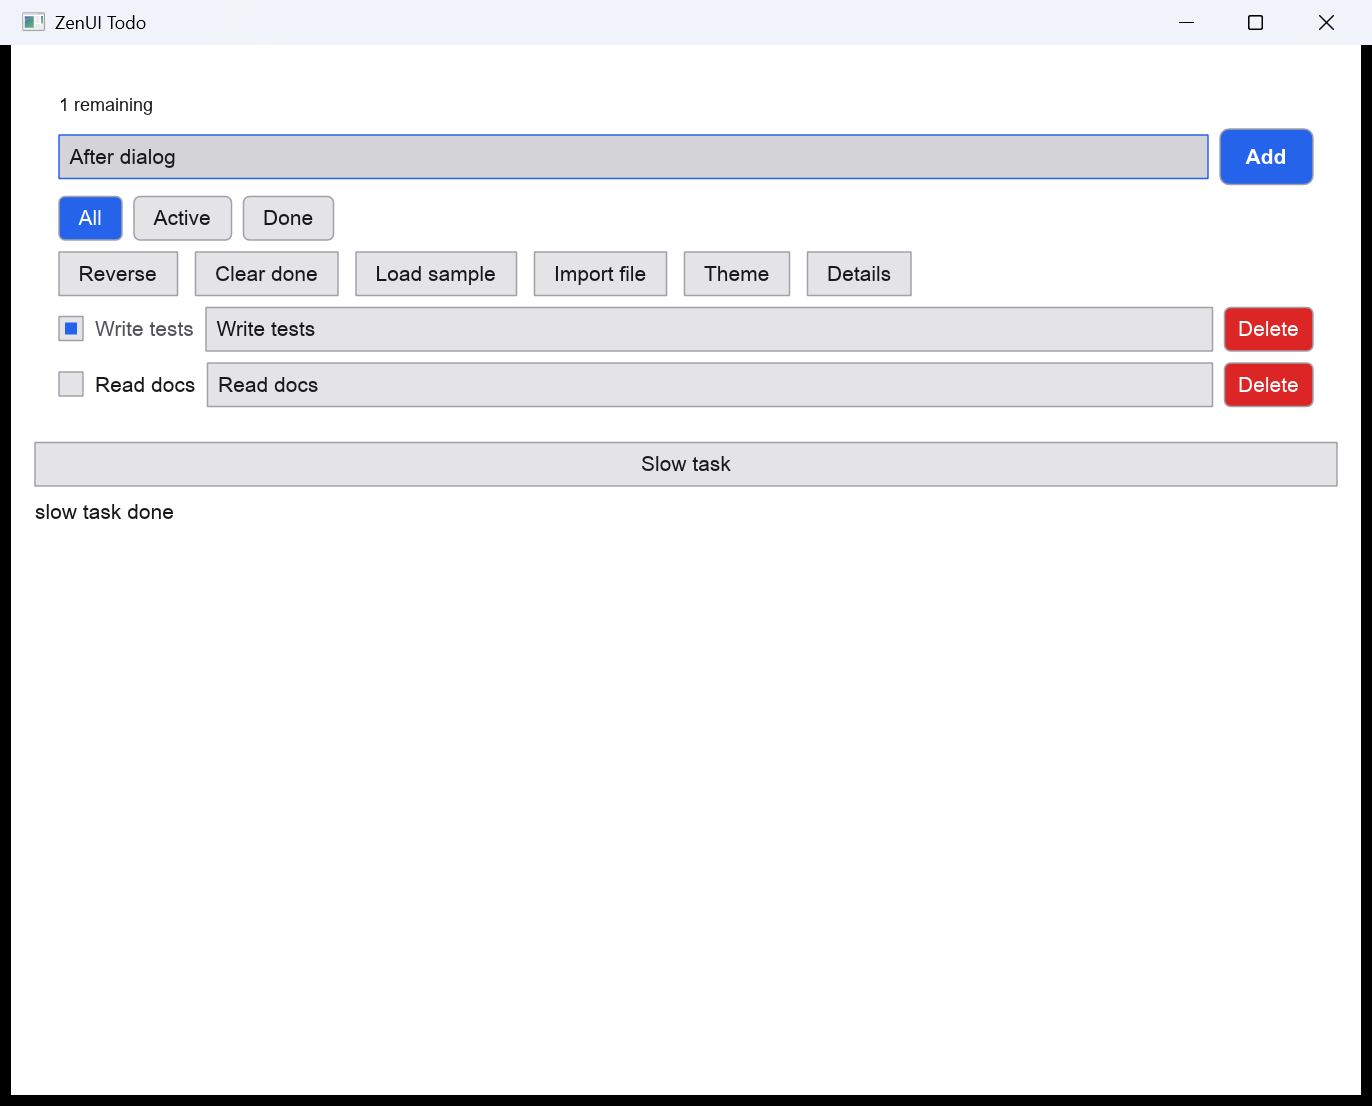 ZenUI Todo
1 remaining
After dialog Add
All Active Done
Reverse Clear done Load sample Import file Theme Details
Write tests Write tests Delete
Read docs Read docs Delete
Slow task
slow task done